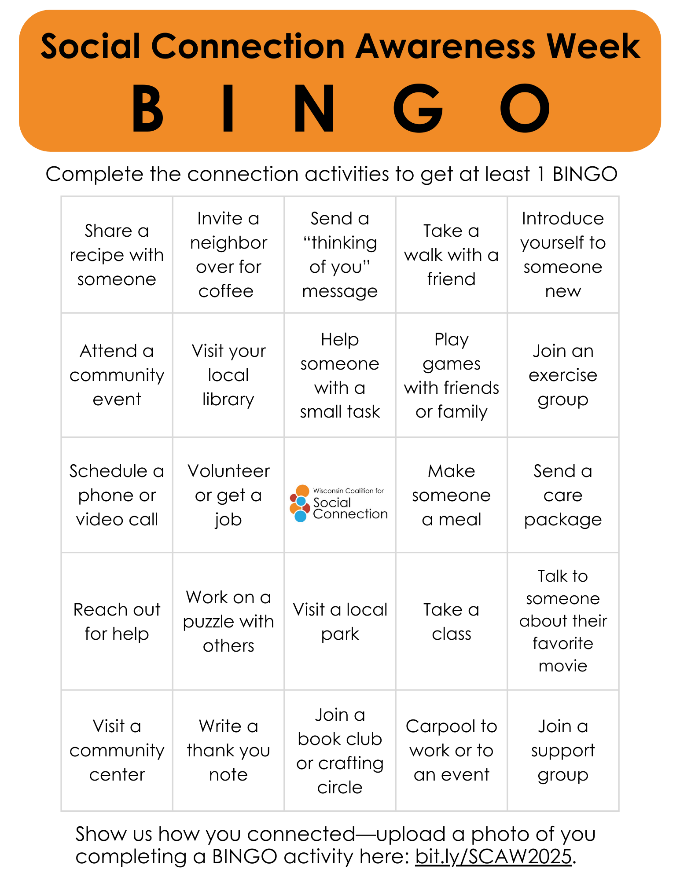 Social Connection Awareness Week
B I N G O
Complete the connection activities to get at least 1 BINGO
Share a
recipe with
someone
Invite a
neighbor
over for
coffee
Send a
“thinking
of you”
message
Take a
walk with a
friend
Introduce
yourself to
someone
new
Attend a
community
event
Visit your
local
library
Help
someone
with a
small task
Play
games
with friends
or family
Join an
exercise
group
Schedule a
phone or
video call
Volunteer
or get a
job
Wisconsin Coalition for
Social
Connection
Make
someone
a meal
Send a
care
package
Reach out
for help
Work on a
puzzle with
others
Visit a local
park
Take a
class
Talk to
someone
about their
favorite
movie
Visit a
community
center
Write a
thank you
note
Join a
book club
or crafting
circle
Carpool to
work or to
an event
Join a
support
group
Show us how you connected—upload a photo of you
completing a BINGO activity here: bit.ly/SCAW2025.